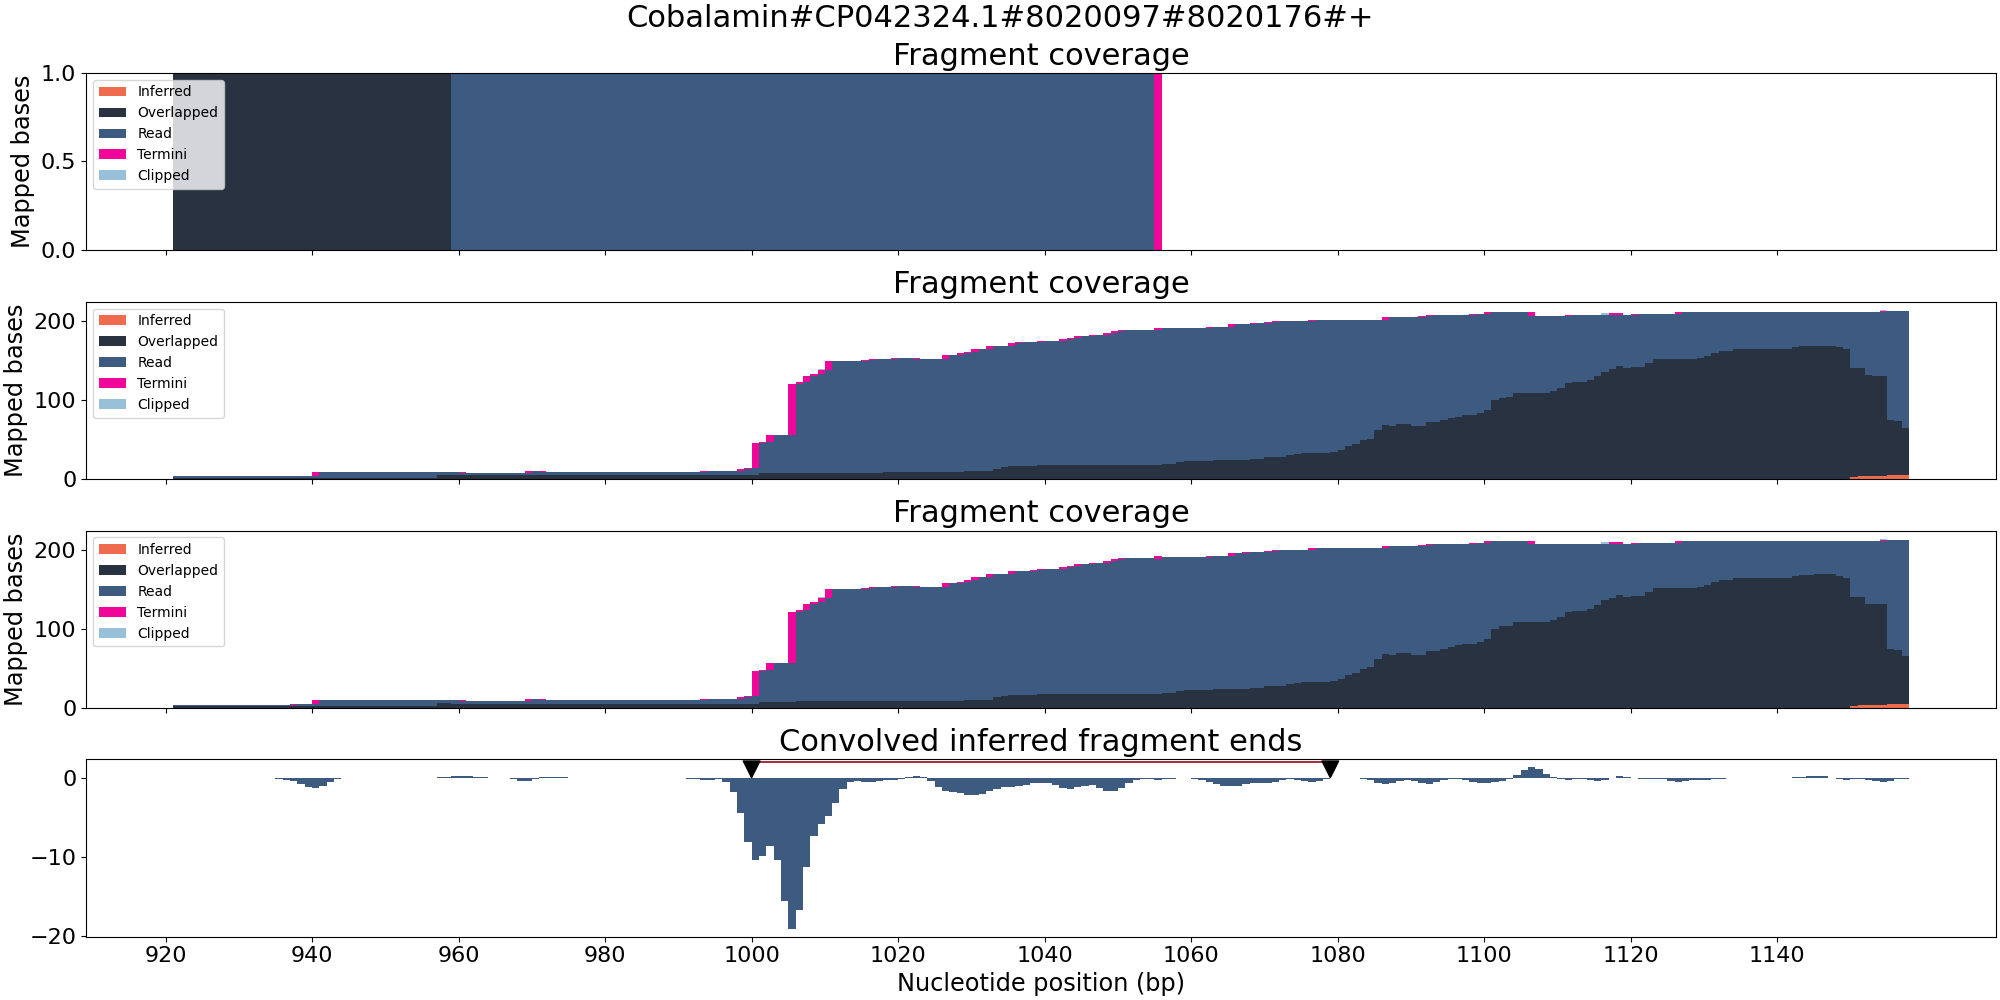 Cobalamin#CP042324.1#8020097#8020176#+
Fragment coverage
Mapped bases
1.0
0.5
0.0
Inferred
Overlapped
Read
Termini
Clipped
Fragment coverage
Mapped bases
200
100
0
Inferred
Overlapped
Read
Termini
Clipped
Fragment coverage
Mapped bases
200
100
0
Inferred
Overlapped
Read
Termini
Clipped
Convolved inferred fragment ends
0
−10
−20
920 940 960 980 1000 1020 1040 1060 1080 1100 1120 1140
Nucleotide position (bp)